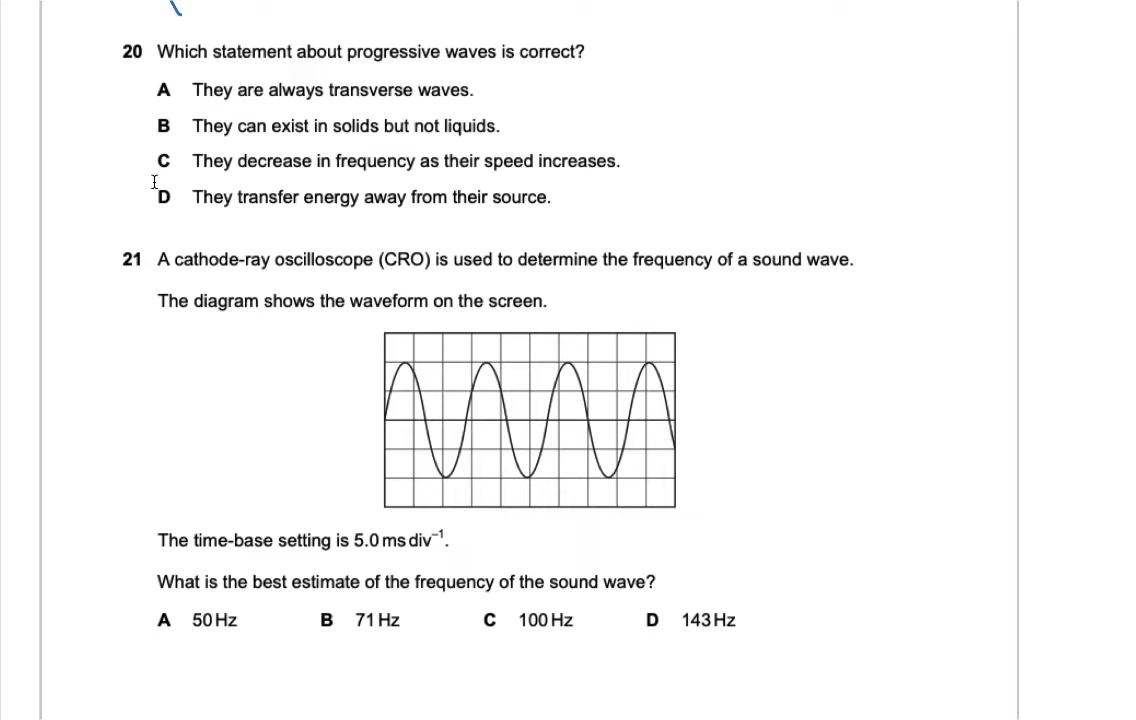 20 Which statement about progressive waves is correct?
A They are always transverse waves.
B They can exist in solids but not liquids.
C They decrease in frequency as their speed increases.
D They transfer energy away from their source.
21 A cathode-ray oscilloscope (CRO) is used to determine the frequency of a sound wave.
The diagram shows the waveform on the screen.
The time-base setting is 5.0 ms div⁻¹.
What is the best estimate of the frequency of the sound wave?
A 50 Hz B 71 Hz C 100 Hz D 143 Hz